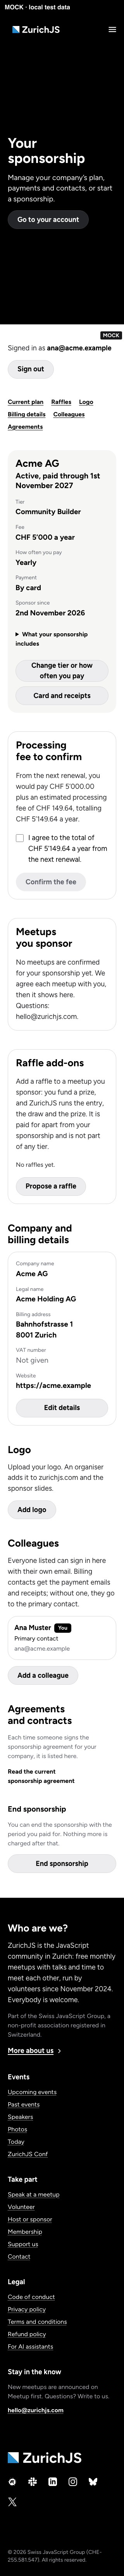 MOCK - local test data
ZurichJS
Your
sponsorship
Manage your company's plan,
payments and contacts, or start
a sponsorship.
Go to your account
MOCK
Signed in as ana@acme.example
Sign out
Current plan Raffles Logo
Billing details Colleagues
Agreements
Acme AG
Active, paid through 1st
November 2027
Tier
Community Builder
Fee
CHF 5'000 a year
How often you pay
Yearly
Payment
By card
Sponsor since
2nd November 2026
What your sponsorship
includes
Change tier or how
often you pay
Card and receipts
Processing
fee to confirm
From the next renewal, you
would pay CHF 5'000.00
plus an estimated processing
fee of CHF 149.64, totalling
CHF 5'149.64 a year.
I agree to the total of
CHF 5'149.64 a year from
the next renewal.
Confirm the fee
Meetups
you sponsor
No meetups are confirmed
for your sponsorship yet. We
agree each meetup with you,
then it shows here.
Questions:
hello@zurichjs.com.
Raffle add-ons
Add a raffle to a meetup you
sponsor: you fund a prize,
and ZurichJS runs the entry,
the draw and the prize. It is
paid for apart from your
sponsorship and is not part
of any tier.
No raffles yet.
Propose a raffle
Company and
billing details
Company name
Acme AG
Legal name
Acme Holding AG
Billing address
Bahnhofstrasse 1
8001 Zurich
VAT number
Not given
Website
https://acme.example
Edit details
Logo
Upload your logo. An organiser
adds it to zurichjs.com and the
sponsor slides.
Add logo
Colleagues
Everyone listed can sign in here
with their own email. Billing
contacts get the payment emails
and receipts; without one, they go
to the primary contact.
Ana Muster You
Primary contact
ana@acme.example
Add a colleague
Agreements
and contracts
Each time someone signs the
sponsorship agreement for your
company, it is listed here.
Read the current
sponsorship agreement
End sponsorship
You can end the sponsorship with the
period you paid for. Nothing more is
charged after that.
End sponsorship
Who are we?
ZurichJS is the JavaScript
community in Zurich: free monthly
meetups with talks and time to
meet each other, run by
volunteers since November 2024.
Everybody is welcome.
Part of the Swiss JavaScript Group, a
non-profit association registered in
Switzerland.
More about us
Events
Upcoming events
Past events
Speakers
Photos
Today
ZurichJS Conf
Take part
Speak at a meetup
Volunteer
Host or sponsor
Membership
Support us
Contact
Legal
Code of conduct
Privacy policy
Terms and conditions
Refund policy
For AI assistants
Stay in the know
New meetups are announced on
Meetup first. Questions? Write to us.
hello@zurichjs.com
ZurichJS
© 2026 Swiss JavaScript Group (CHE-
255.581.547). All rights reserved.